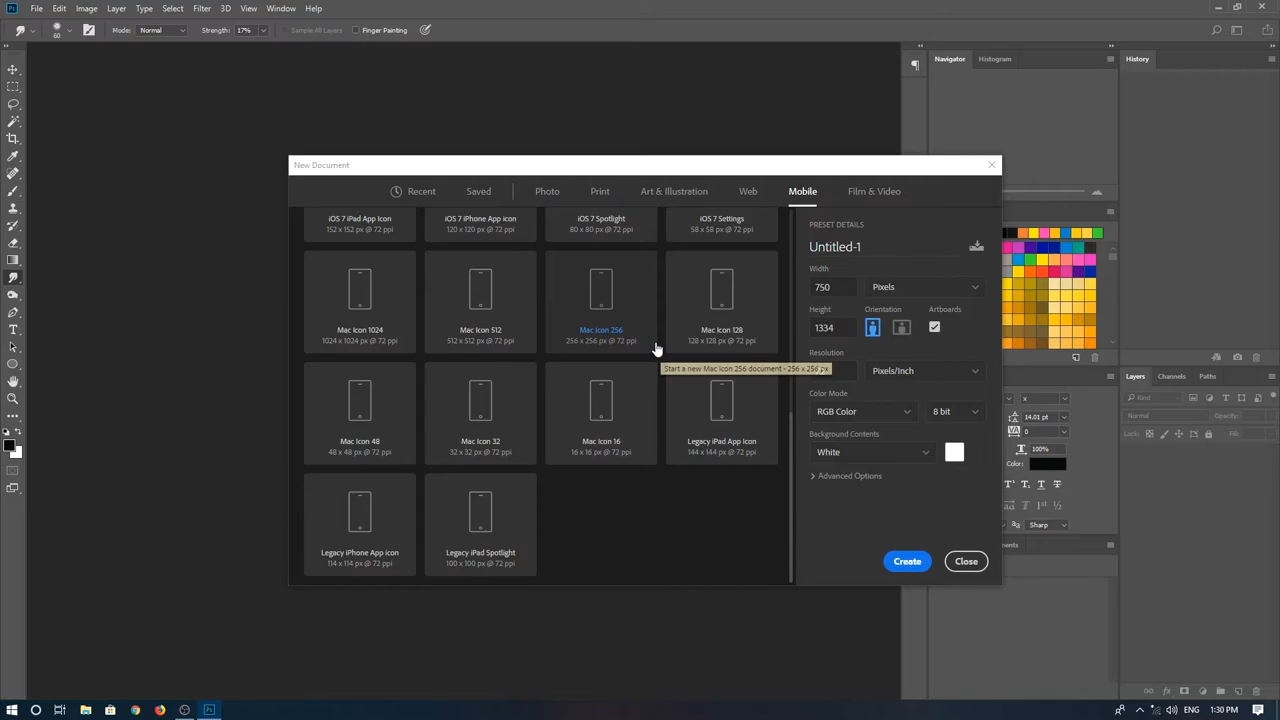 Ps File Edit Image Layer Type Select Filter 3D View Window Help
60 Mode: Normal Strength: 17% Sample All Layers Finger Painting
Navigator Histogram History
New Document
Recent Saved Photo Print Art & Illustration Web Mobile Film & Video
iOS 7 iPad App Icon iOS 7 iPhone App icon iOS 7 Spotlight iOS 7 Settings
152 x 152 px @ 72 ppi 120 x 120 px @ 72 ppi 80 x 80 px @ 72 ppi 58 x 58 px @ 72 ppi
Mac Icon 1024 Mac Icon 512 Mac Icon 256 Mac Icon 128
1024 x 1024 px @ 72 ppi 512 x 512 px @ 72 ppi 256 x 256 px @ 72 ppi 128 x 128 px @ 72 ppi
Start a new Mac Icon 256 document - 256 x 256 px
Mac Icon 48 Mac Icon 32 Mac Icon 16 Legacy iPad App Icon
48 x 48 px @ 72 ppi 32 x 32 px @ 72 ppi 16 x 16 px @ 72 ppi 144 x 144 px @ 72 ppi
Legacy iPhone App icon Legacy iPad Spotlight
114 x 114 px @ 72 ppi 100 x 100 px @ 72 ppi
PRESET DETAILS
Untitled-1
Width
750 Pixels
Height Orientation Artboards
1334
Resolution
Pixels/Inch
Color Mode
RGB Color 8 bit
Background Contents
White
Advanced Options
Create Close
Layers Channels Paths
x
Kind
14.01 pt
Normal Opacity:
0
Lock: Fill:
100%
Color:
Sharp
1:30 PM
ENG